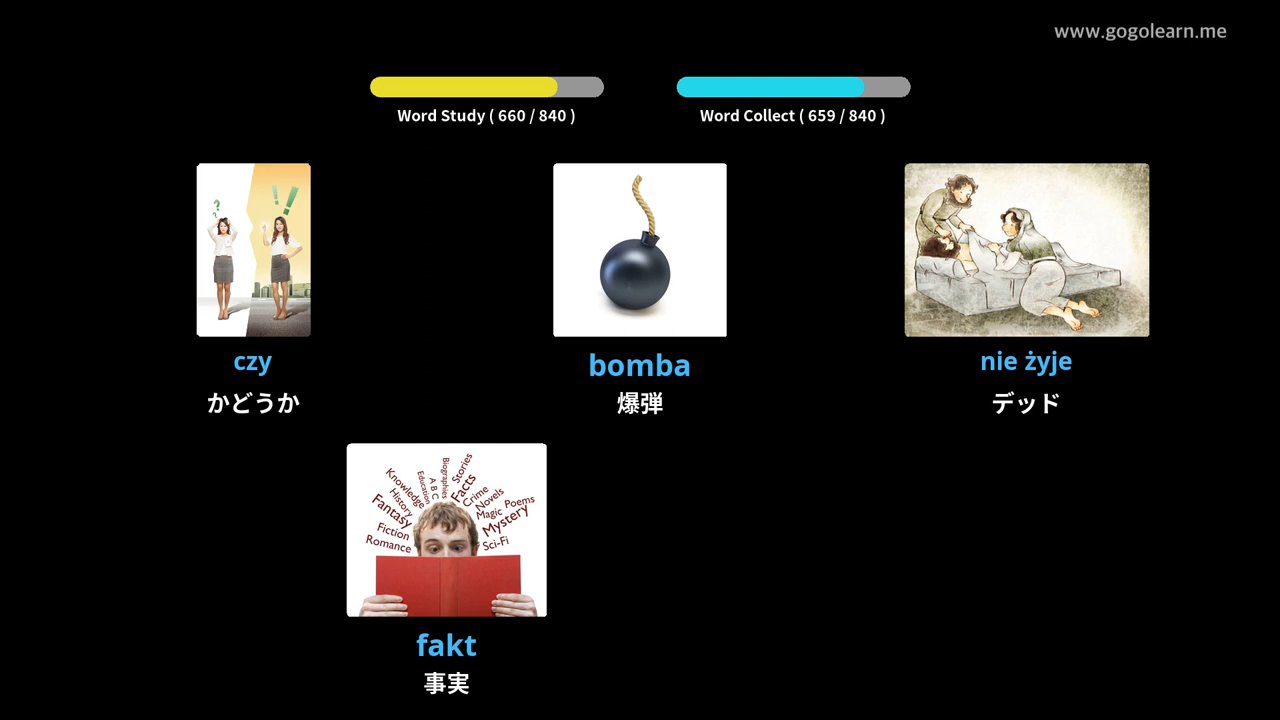 www.gogolearn.me
Word Study ( 660 / 840 )
Word Collect ( 659 / 840 )
czy
かどうか
bomba
爆弾
nie żyje
デッド
Biographies
Stories
Education
A B C
Facts
Knowledge
Crime
History
Novels
Fantasy
Magic
Poems
Fiction
Mystery
Romance
Sci-Fi
fakt
事実